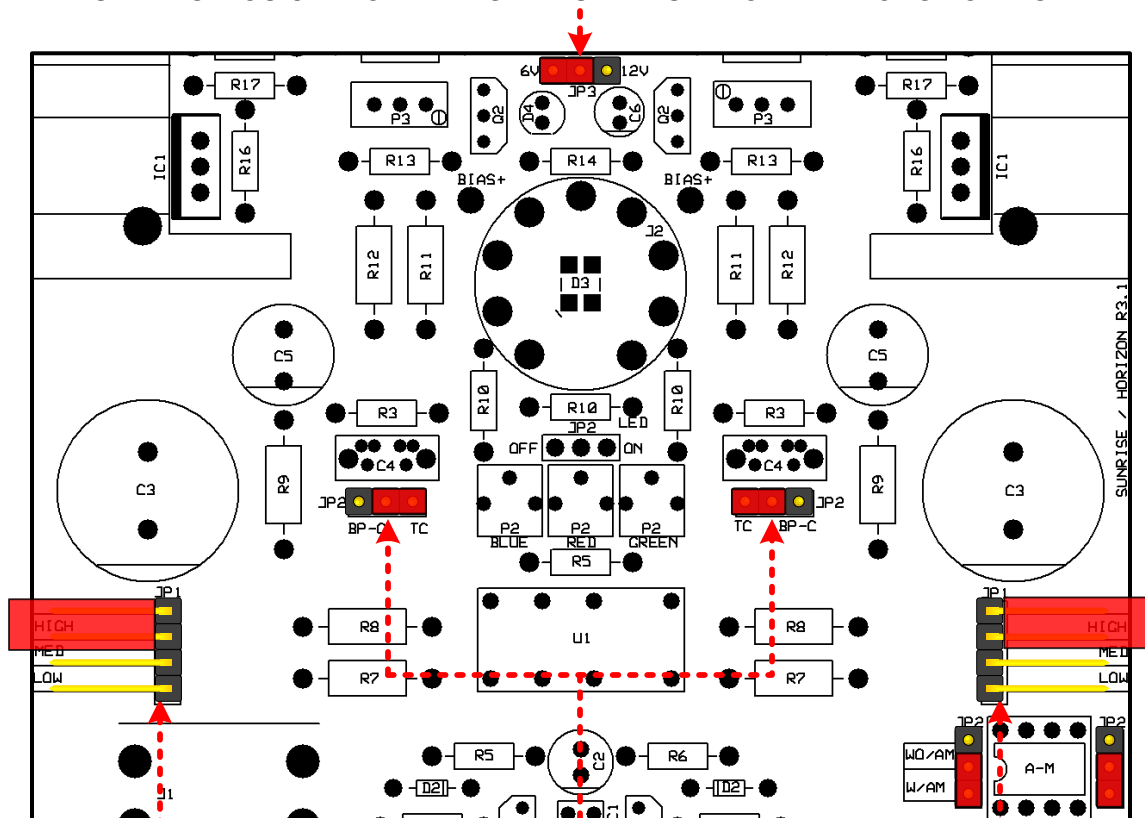 6V 12V
JP3
R17 R17
P3 Q2 D4 C6 Q2 P3
IC1 R16 R13 R14 R13 R16 IC1
BIAS+ BIAS+
J2
R12 R11 D3 R11 R12
C5 C5
SUNRISE / HORIZON R3.1
R3 R10 R10 R10 R3
LED
JP2
OFF ON
C4 C4
C3 R9 R9 C3
JP2 JP2
BP-C TC TC BP-C
P2 P2 P2
BLUE RED GREEN
R5
JP1 JP1
HIGH R8 U1 R8 HIGH
MED MED
LOW R7 R7 LOW
JP2 JP2
R5 C2 R6 WO/AM A-M
J1 D2 D2 W/AM
C1